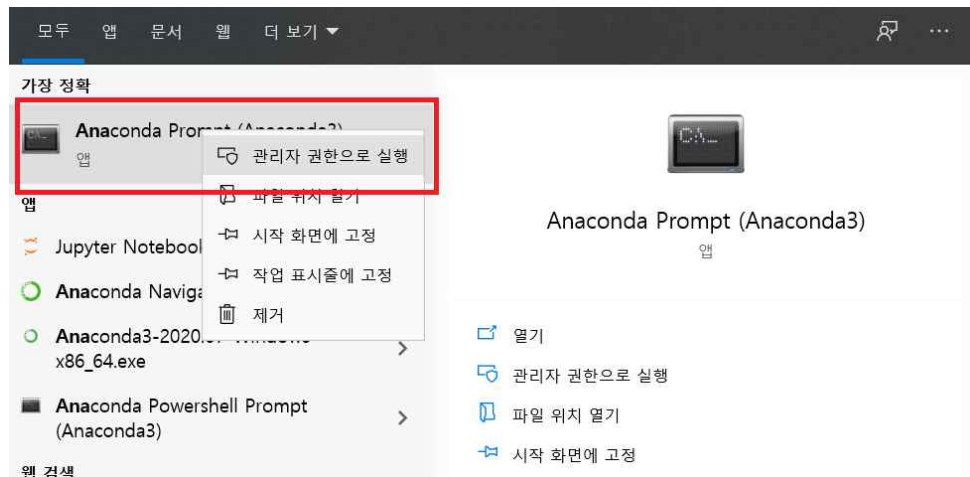 모두 앱 문서 웹 더 보기
가장 정확
Anaconda Prompt (Anaconda3)
앱
관리자 권한으로 실행
파일 위치 열기
시작 화면에 고정
작업 표시줄에 고정
제거
앱
Jupyter Notebook
Anaconda Naviga
Anaconda3-2020.
x86_64.exe
Anaconda Powershell Prompt
(Anaconda3)
웹 검색
Anaconda Prompt (Anaconda3)
앱
열기
관리자 권한으로 실행
파일 위치 열기
시작 화면에 고정